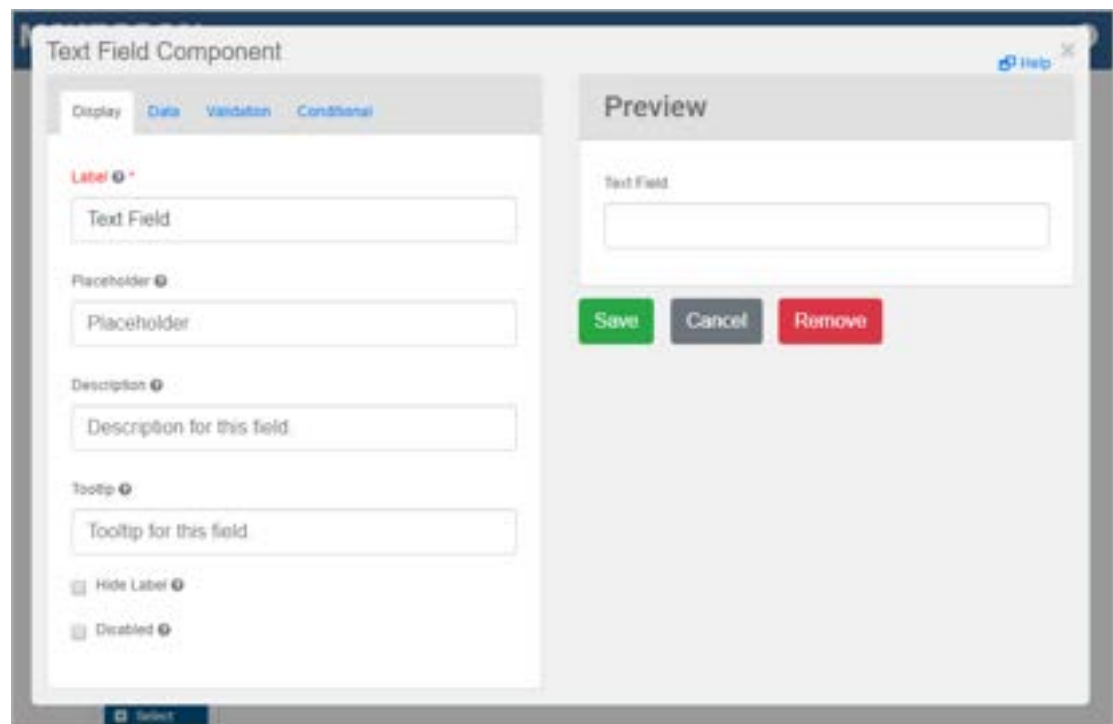 Text Field Component
Help
Display Data Validation Conditional
Preview
Label *
Text Field
Text Field
Placeholder
Placeholder
Save Cancel Remove
Description
Description for this field.
Tooltip
Tooltip for this field.
Hide Label
Disabled
Select